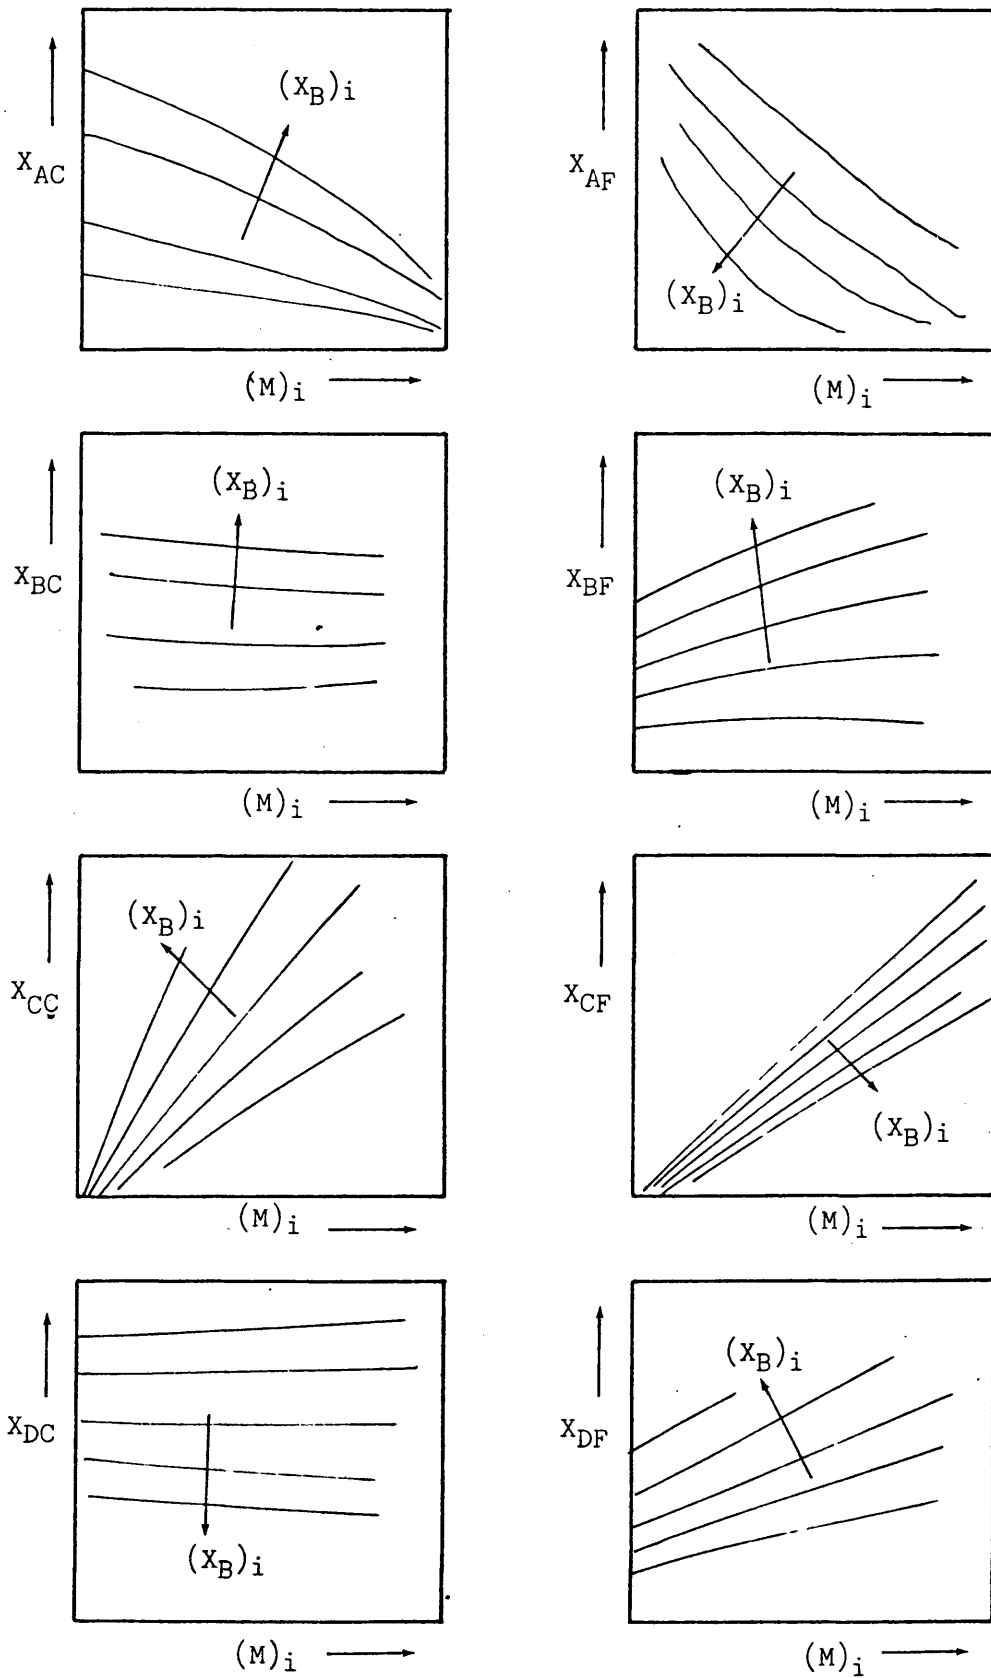 X_AC
(X_B)_i
(M)_i
X_AF
(X_B)_i
(M)_i
X_BC
(X_B)_i
(M)_i
X_BF
(X_B)_i
(M)_i
X_CC
(X_B)_i
(M)_i
X_CF
(X_B)_i
(M)_i
X_DC
(X_B)_i
(M)_i
X_DF
(X_B)_i
(M)_i